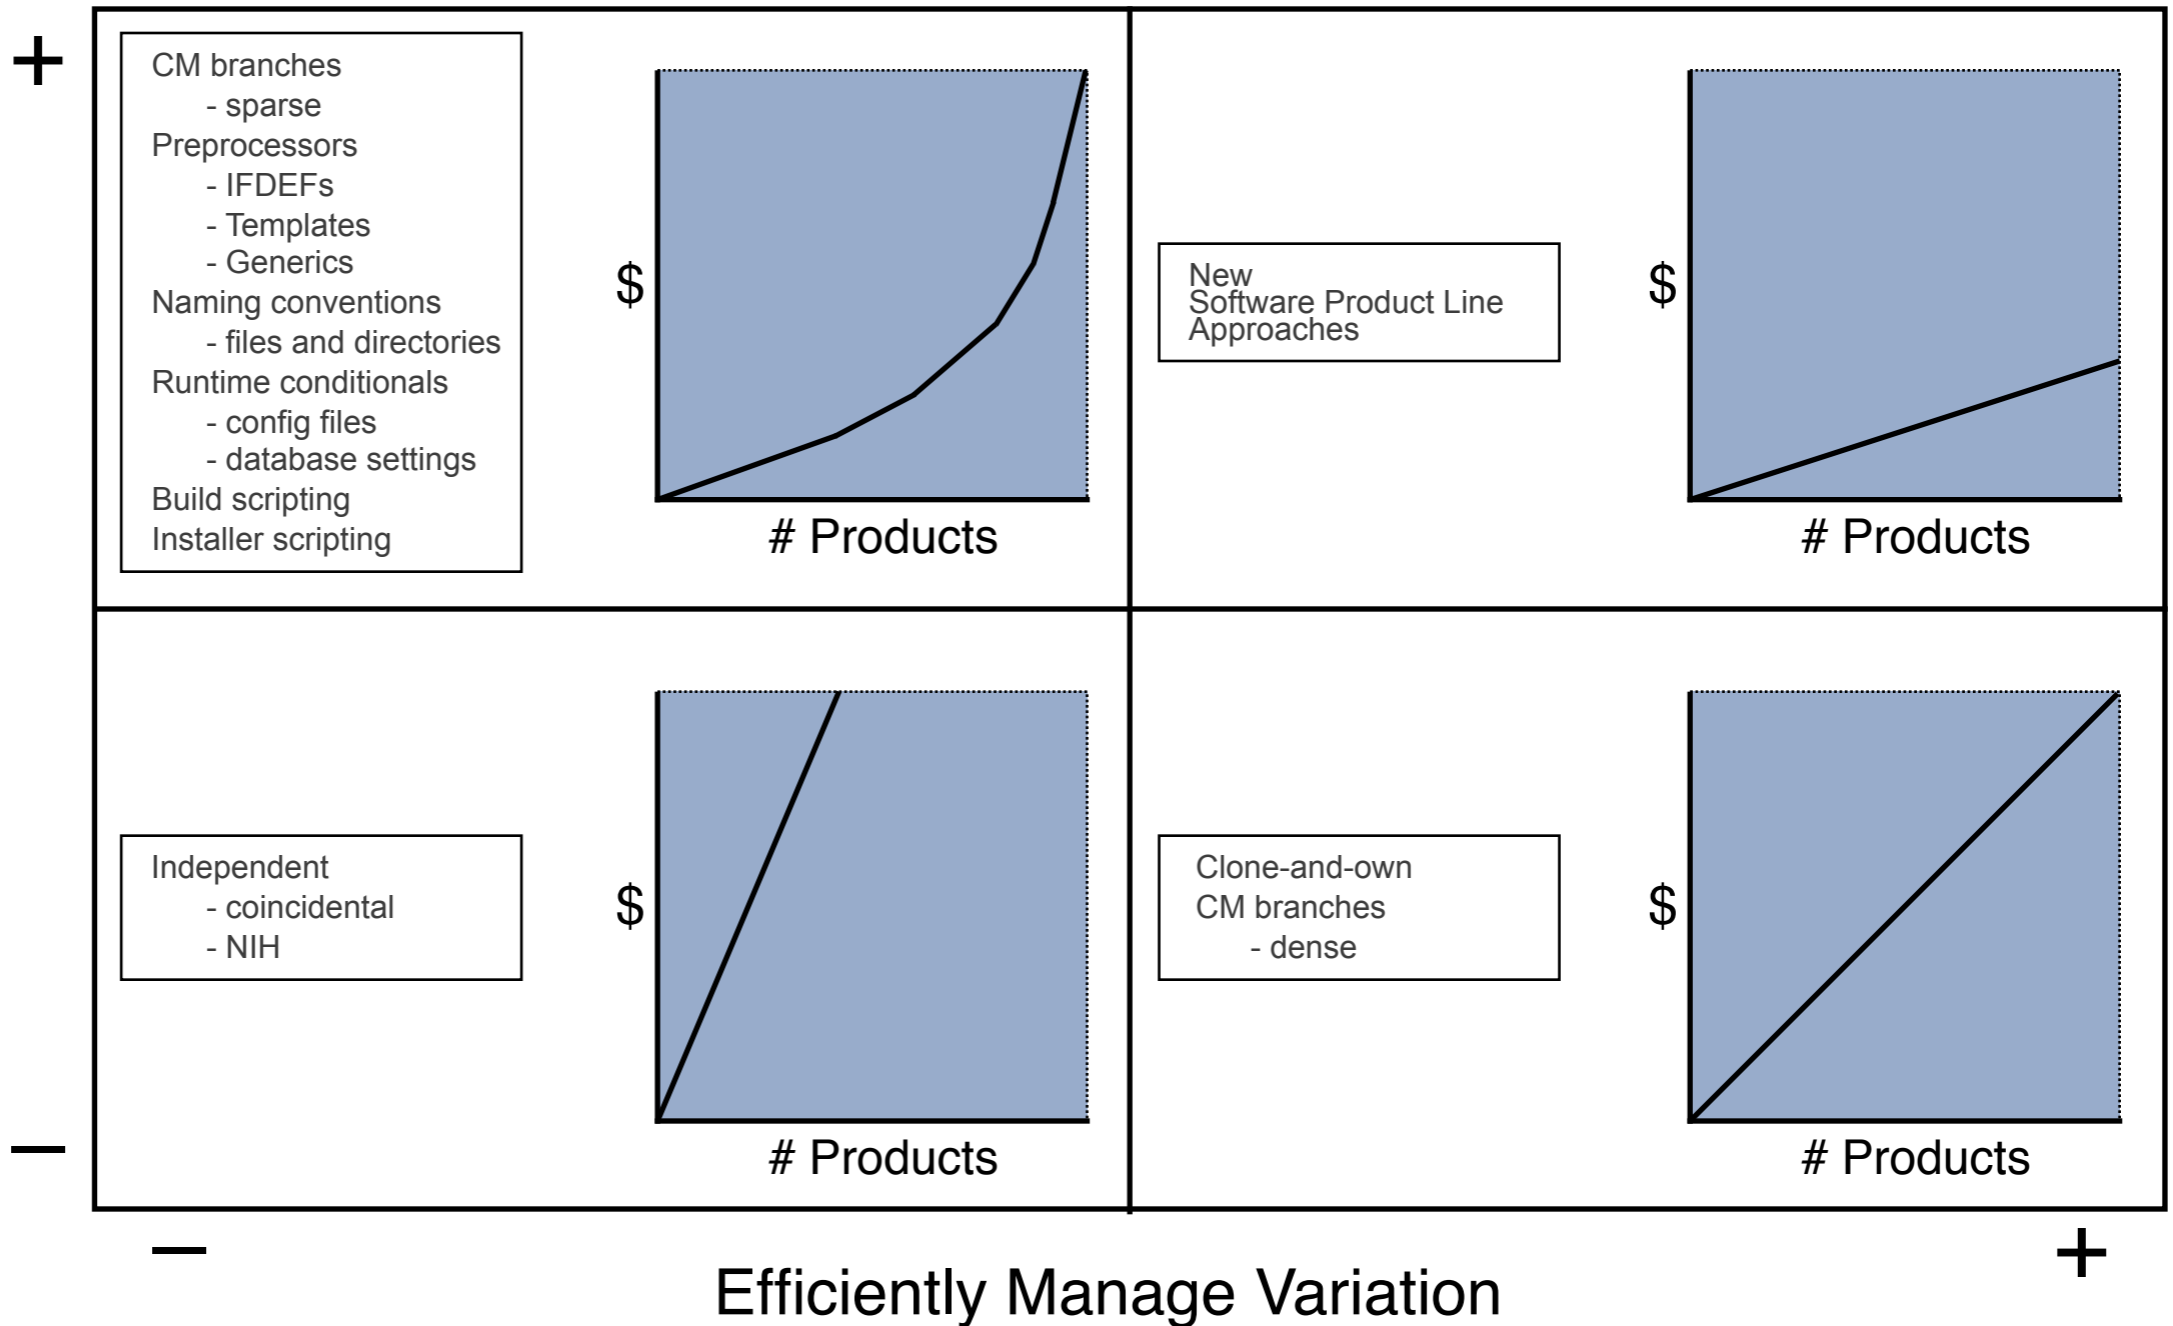 +
CM branches
- sparse
Preprocessors
- IFDEFs
- Templates
- Generics
Naming conventions
- files and directories
Runtime conditionals
- config files
- database settings
Build scripting
Installer scripting
$
# Products
New
Software Product Line
Approaches
$
# Products
Independent
- coincidental
- NIH
$
# Products
Clone-and-own
CM branches
- dense
$
# Products
–
–
+
Efficiently Manage Variation